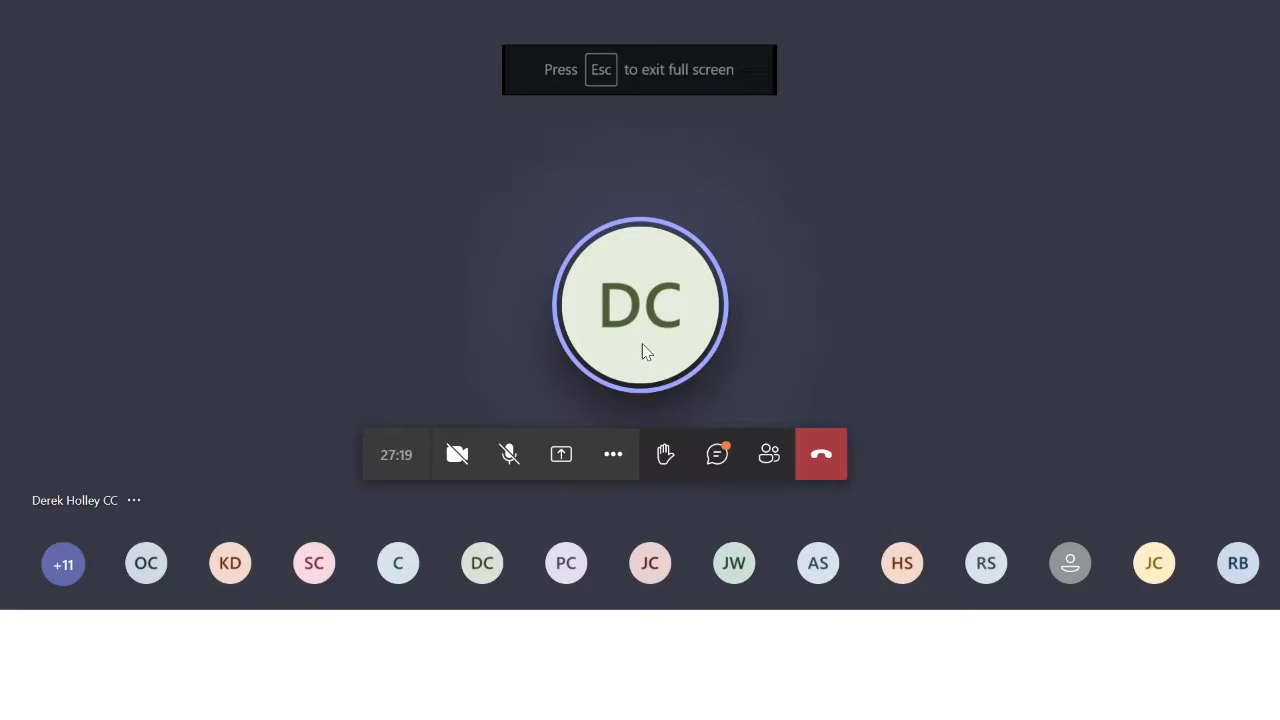 Press Esc to exit full screen
DC
27:19
Derek Holley CC
+11 OC KD SC C DC PC JC JW AS HS RS JC RB